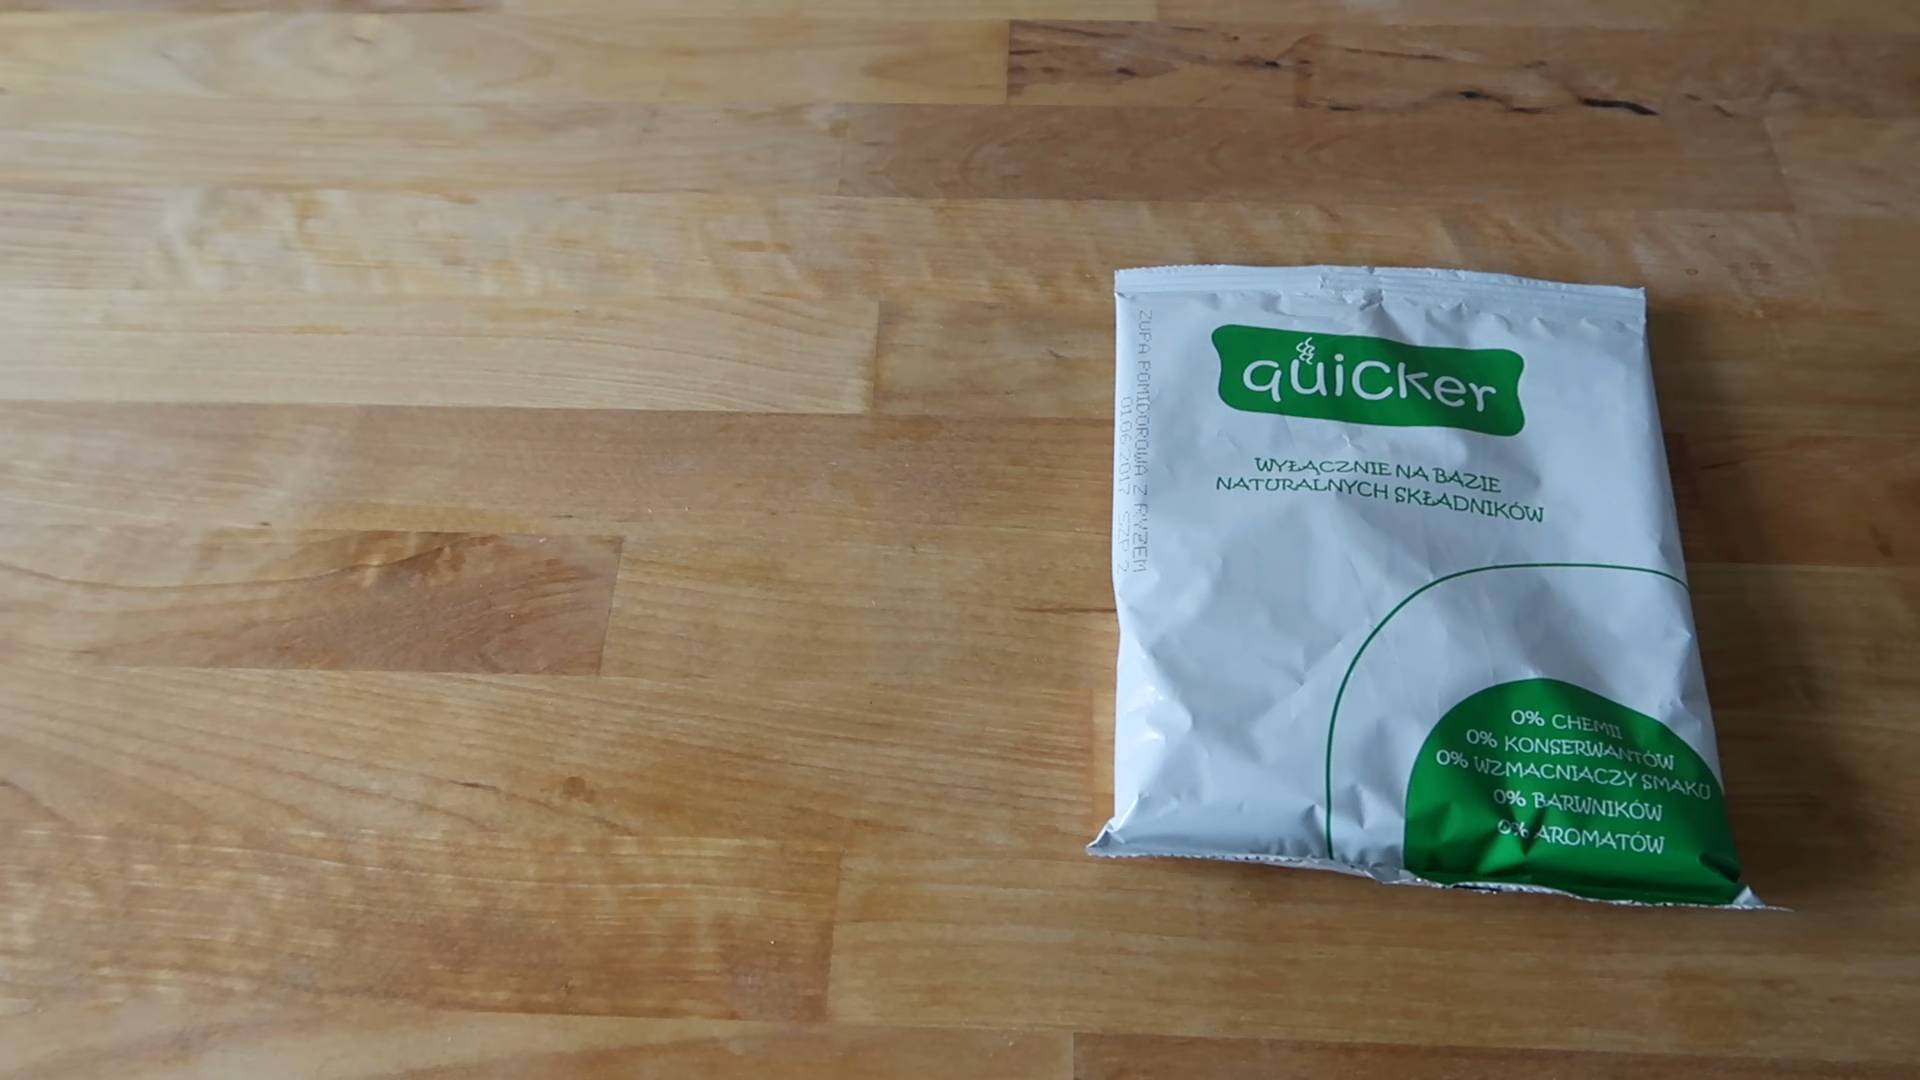 quicker
WYŁĄCZNIE NA BAZIE
NATURALNYCH SKŁADNIKÓW
ZUPA POMIDOROWA Z RYZEM
01.06.2017 SZP 2
0% CHEMII
0% KONSERWANTÓW
0% WZMACNIACZY SMAKU
0% BARWNIKÓW
0% AROMATÓW